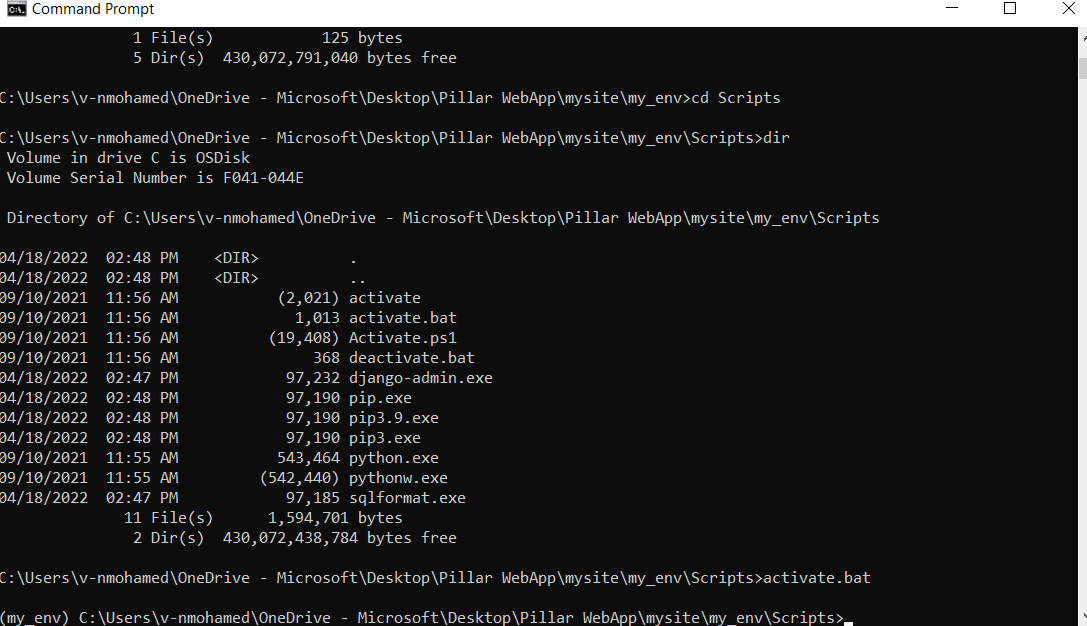 Command Prompt
1 File(s) 125 bytes
5 Dir(s) 430,072,791,040 bytes free
C:\Users\v-nmohamed\OneDrive - Microsoft\Desktop\Pillar WebApp\mysite\my_env>cd Scripts
C:\Users\v-nmohamed\OneDrive - Microsoft\Desktop\Pillar WebApp\mysite\my_env\Scripts>dir
Volume in drive C is OSDisk
Volume Serial Number is F041-044E
Directory of C:\Users\v-nmohamed\OneDrive - Microsoft\Desktop\Pillar WebApp\mysite\my_env\Scripts
04/18/2022 02:48 PM <DIR> .
04/18/2022 02:48 PM <DIR> ..
09/10/2021 11:56 AM (2,021) activate
09/10/2021 11:56 AM 1,013 activate.bat
09/10/2021 11:56 AM (19,408) Activate.ps1
09/10/2021 11:56 AM 368 deactivate.bat
04/18/2022 02:47 PM 97,232 django-admin.exe
04/18/2022 02:48 PM 97,190 pip.exe
04/18/2022 02:48 PM 97,190 pip3.9.exe
04/18/2022 02:48 PM 97,190 pip3.exe
09/10/2021 11:55 AM 543,464 python.exe
09/10/2021 11:55 AM (542,440) pythonw.exe
04/18/2022 02:47 PM 97,185 sqlformat.exe
11 File(s) 1,594,701 bytes
2 Dir(s) 430,072,438,784 bytes free
C:\Users\v-nmohamed\OneDrive - Microsoft\Desktop\Pillar WebApp\mysite\my_env\Scripts>activate.bat
(my_env) C:\Users\v-nmohamed\OneDrive - Microsoft\Desktop\Pillar WebApp\mysite\my_env\Scripts>